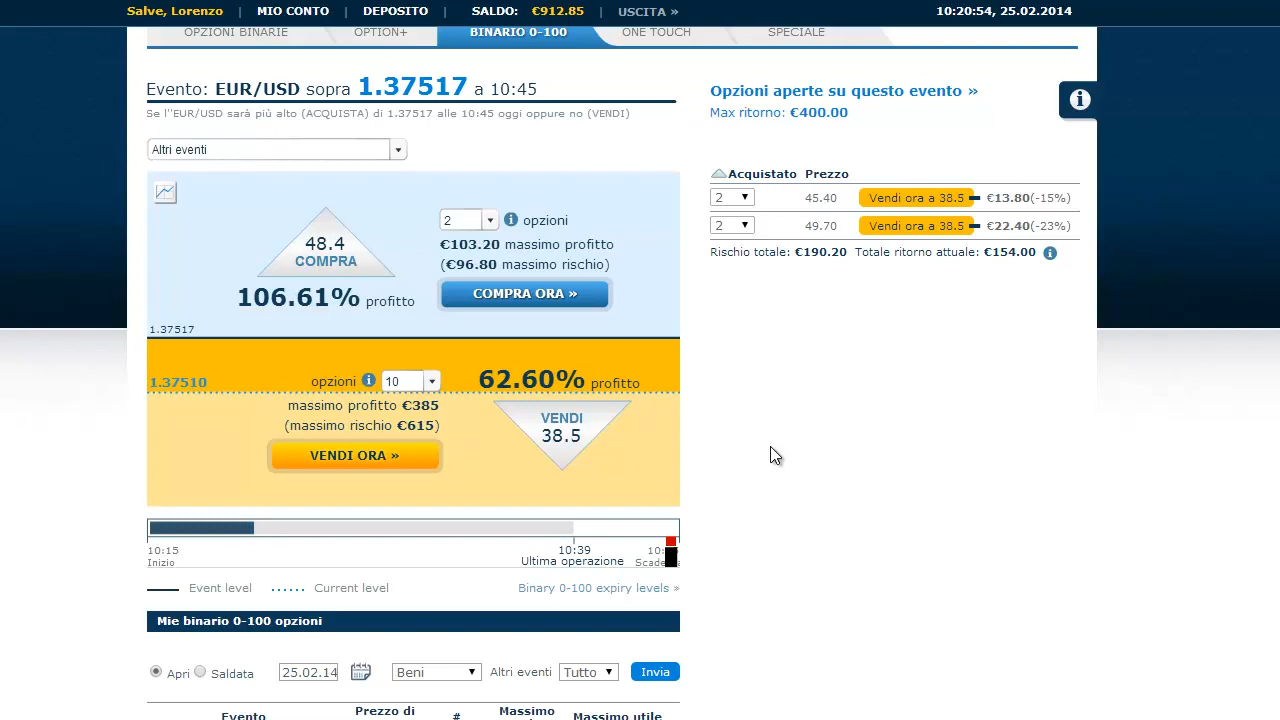 Salve, Lorenzo | MIO CONTO | DEPOSITO | SALDO: €912.85 | USCITA » 10:20:54, 25.02.2014
OPZIONI BINARIE OPTION+ BINARIO 0-100 ONE TOUCH SPECIALE
Evento: EUR/USD sopra 1.37517 a 10:45
Se l"EUR/USD sarà più alto (ACQUISTA) di 1.37517 alle 10:45 oggi oppure no (VENDI)
Altri eventi
48.4
COMPRA
106.61% profitto
2 opzioni
€103.20 massimo profitto
(€96.80 massimo rischio)
COMPRA ORA »
1.37517
1.37510
opzioni 10
massimo profitto €385
(massimo rischio €615)
VENDI ORA »
62.60% profitto
VENDI
38.5
10:15
Inizio
10:39
Ultima operazione
Event level Current level Binary 0-100 expiry levels »
Mie binario 0-100 opzioni
Apri Saldata 25.02.14 Beni Altri eventi Tutto Invia
Evento Prezzo di # Massimo Massimo utile
Opzioni aperte su questo evento »
Max ritorno: €400.00
Acquistato Prezzo
2 45.40 Vendi ora a 38.5 €13.80(-15%)
2 49.70 Vendi ora a 38.5 €22.40(-23%)
Rischio totale: €190.20 Totale ritorno attuale: €154.00